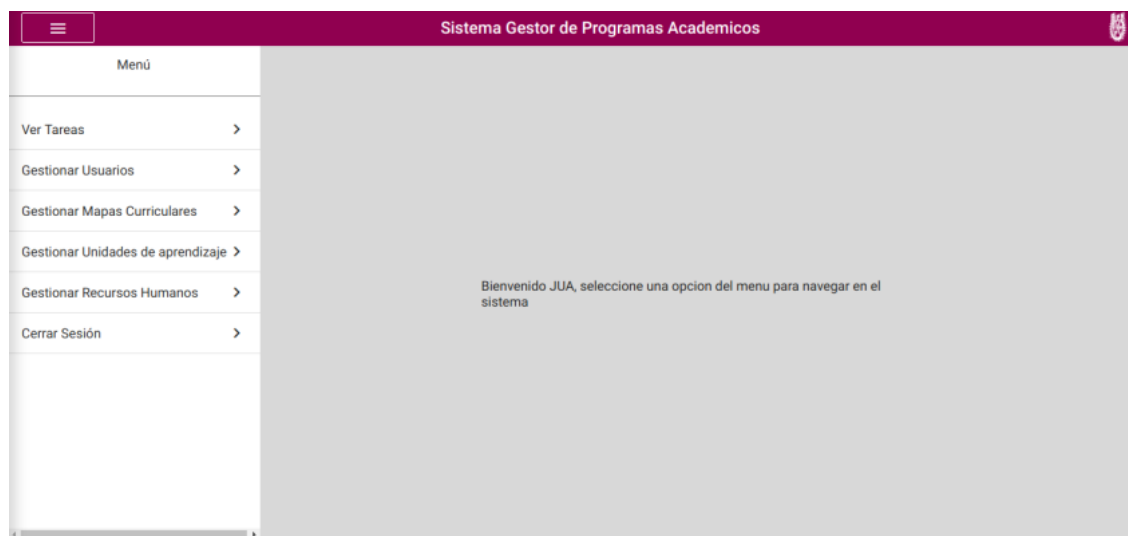 Sistema Gestor de Programas Academicos
Menú
Ver Tareas
Gestionar Usuarios
Gestionar Mapas Curriculares
Gestionar Unidades de aprendizaje
Gestionar Recursos Humanos
Cerrar Sesión
Bienvenido JUA, seleccione una opcion del menu para navegar en el
sistema